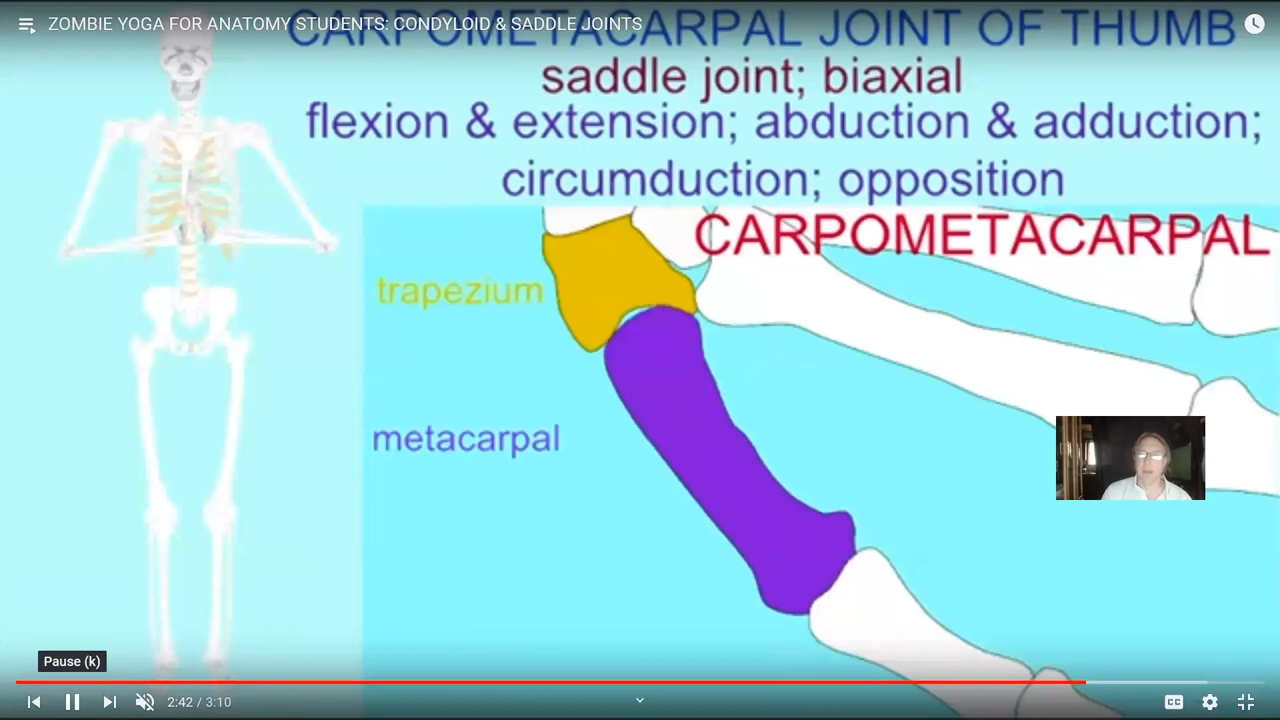 ZOMBIE YOGA FOR ANATOMY STUDENTS: CONDYLOID & SADDLE JOINTS
CARPOMETACARPAL JOINT OF THUMB
saddle joint; biaxial
flexion & extension; abduction & adduction;
circumduction; opposition
CARPOMETACARPAL
trapezium
metacarpal
Pause (k)
2:42 / 3:10
CC